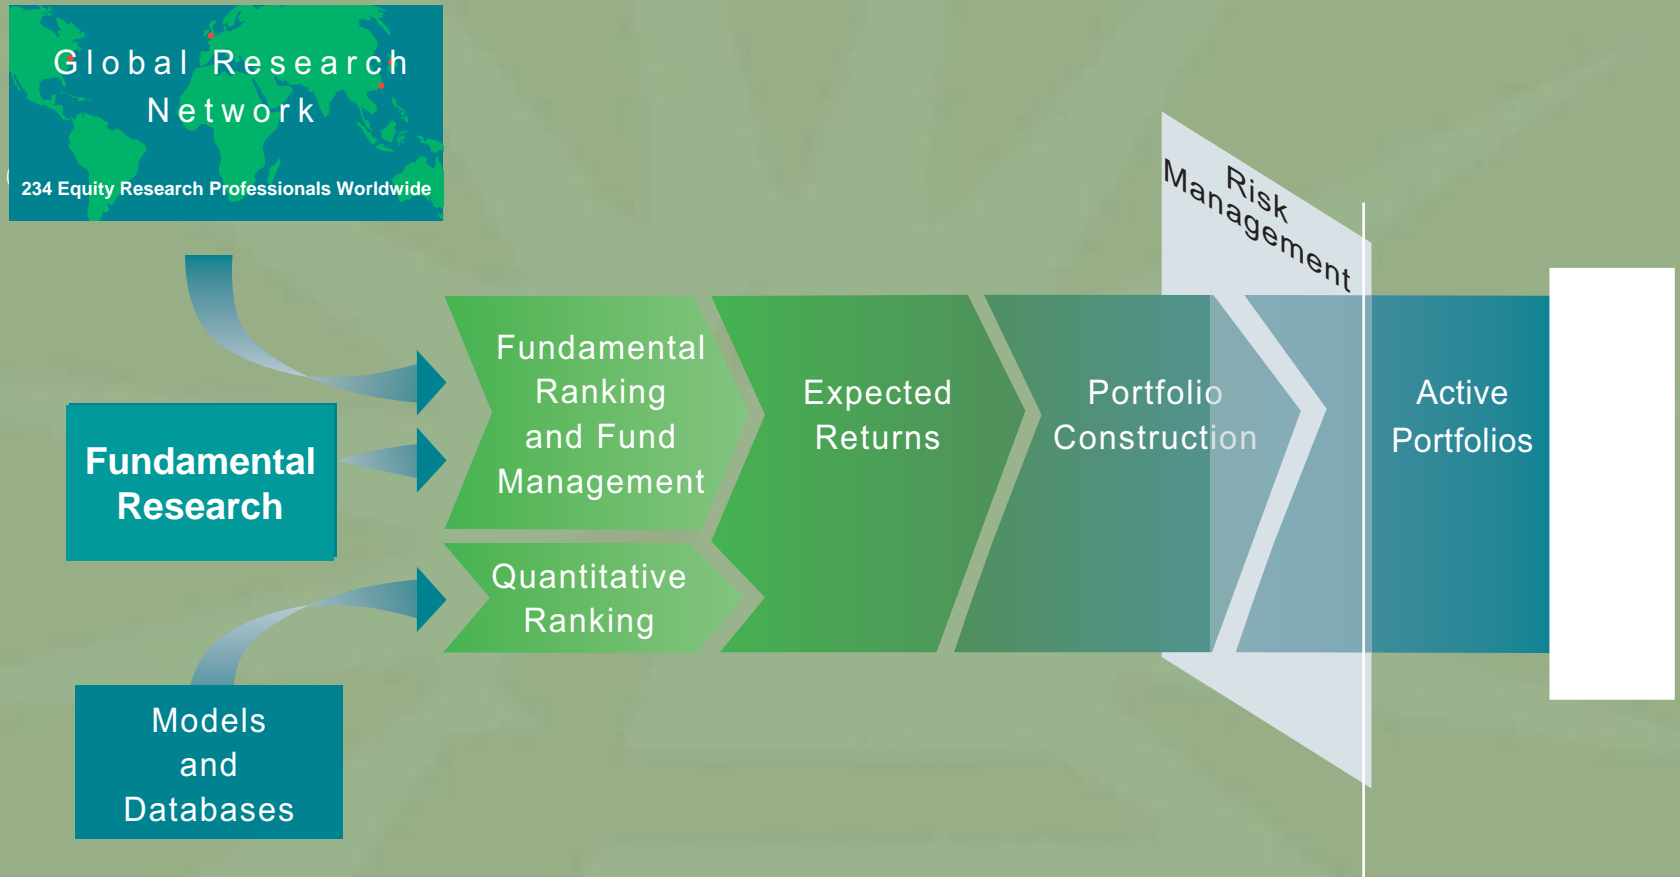 Global Research
Network
234 Equity Research Professionals Worldwide
Risk
Management
Fundamental
Ranking
and Fund
Management
Expected
Returns
Portfolio
Construction
Active
Portfolios
Fundamental
Research
Quantitative
Ranking
Models
and
Databases